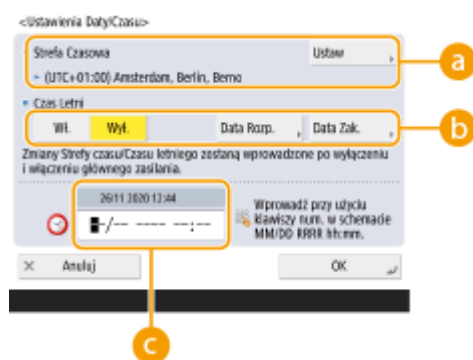 <Ustawienia Daty/Czasu>
Strefa Czasowa
Ustaw
a
(UTC+01:00) Amsterdam, Berlin, Berno
Czas Letni
Wł.
Wył.
Data Rozp.
Data Zak.
b
Zmiany Strefy czasu/Czasu letniego zostaną wprowadzone po wyłączeniu
i włączeniu głównego zasilania.
26/11 2020 12:44
-/-- ---- --:--
Wprowadź przy użyciu
klawiszy num. w schemacie
MM/DD RRRR hh:mm.
× Anuluj
OK
c